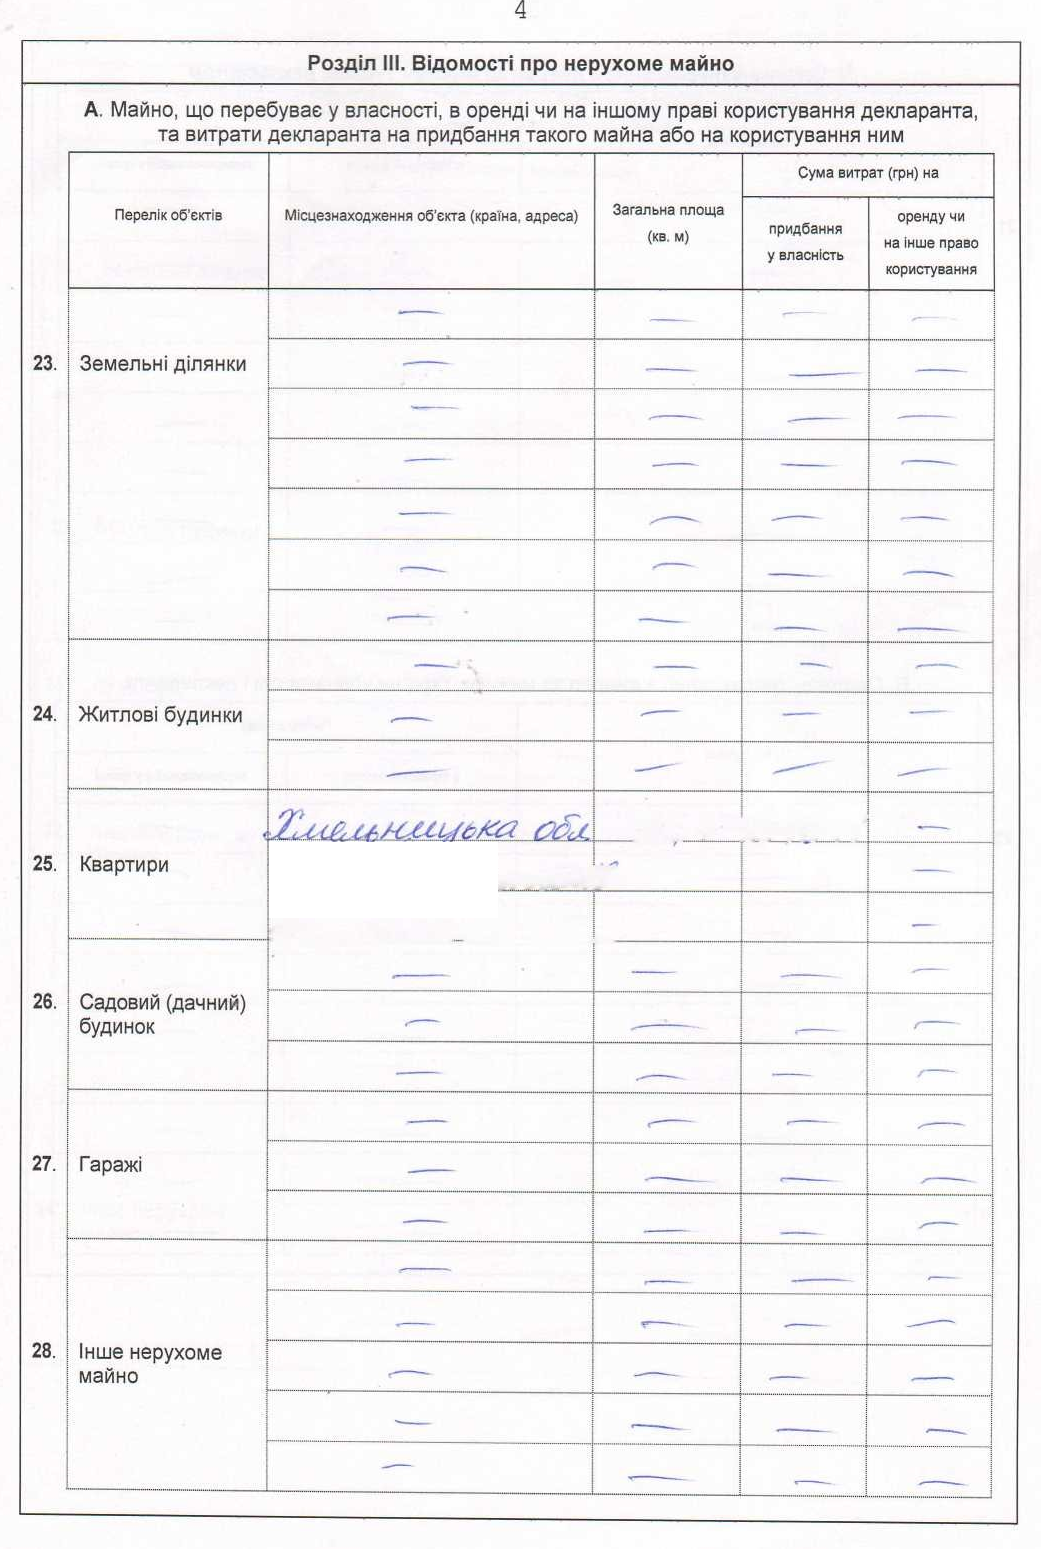 4
Розділ III. Відомості про нерухоме майно
А. Майно, що перебуває у власності, в оренді чи на іншому праві користування декларанта,
та витрати декларанта на придбання такого майна або на користування ним
Перелік об'єктів
Місцезнаходження об'єкта (країна, адреса)
Загальна площа
(кв. м)
Сума витрат (грн) на
придбання
у власність
оренду чи
на інше право
користування
23. Земельні ділянки
24. Житлові будинки
Хмельницька обл
25. Квартири
26. Садовий (дачний)
будинок
27. Гаражі
28. Інше нерухоме
майно